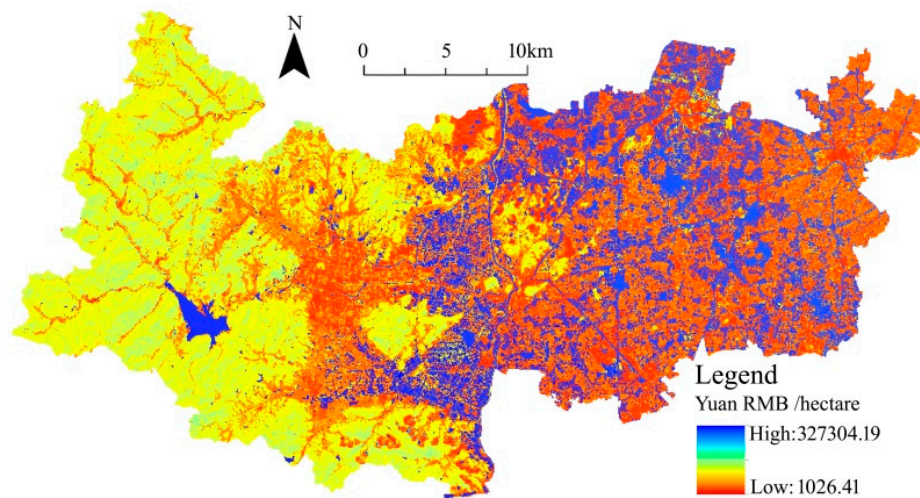 N
0 5 10km
Legend
Yuan RMB /hectare
High:327304.19
Low:1026.41